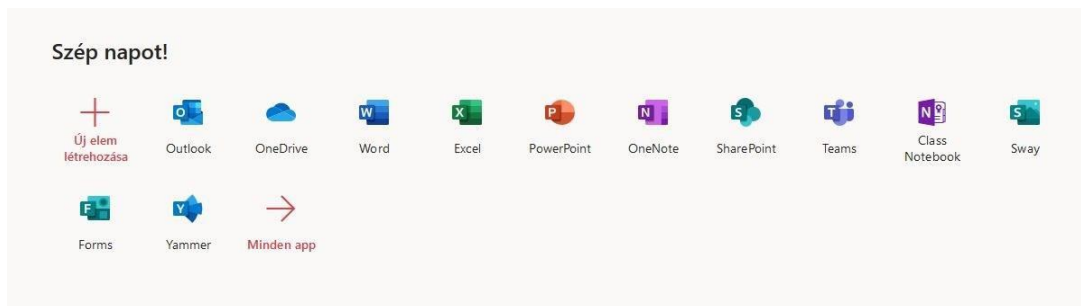 Szép napot!
Új elem
létrehozása
Outlook
OneDrive
Word
Excel
PowerPoint
OneNote
SharePoint
Teams
Class
Notebook
Sway
Forms
Yammer
Minden app